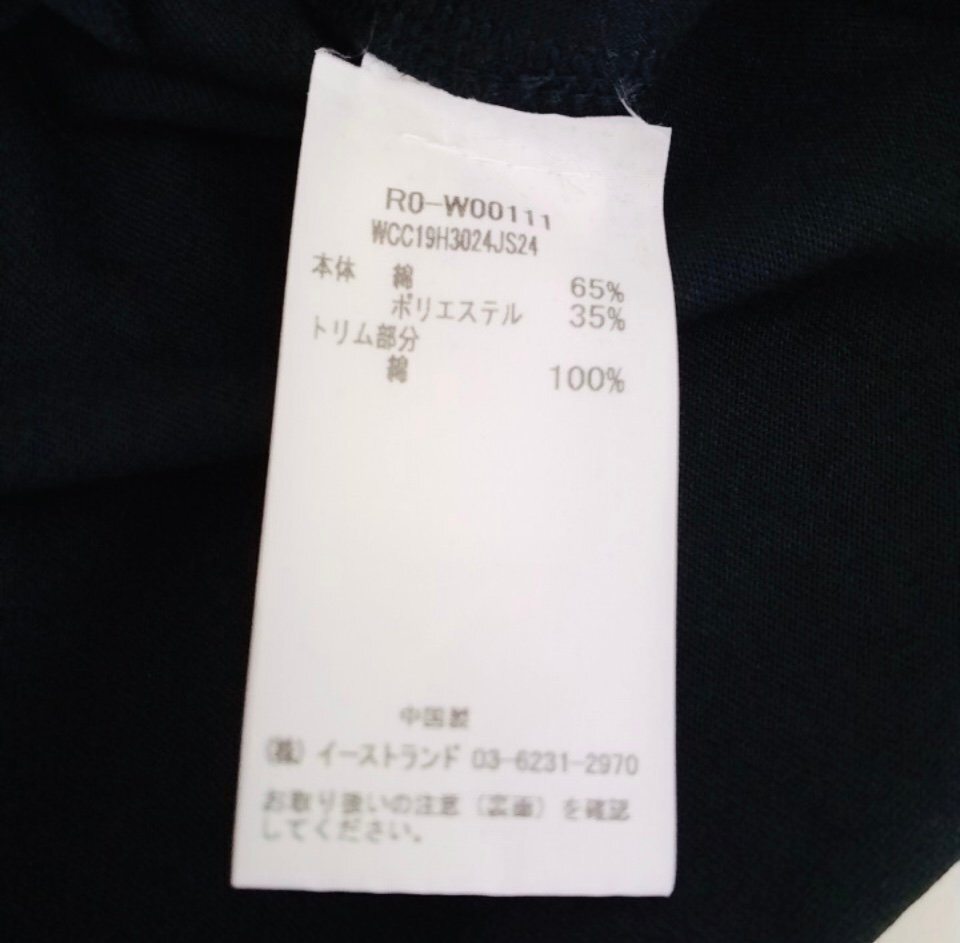 R0-W00111
WCC19H3024JS24
本体 綿 65%
ポリエステル 35%
トリム部分
綿 100%
中国製
(株) イーストランド 03-6231-2970
お取り扱いの注意（裏面）を確認
してください。